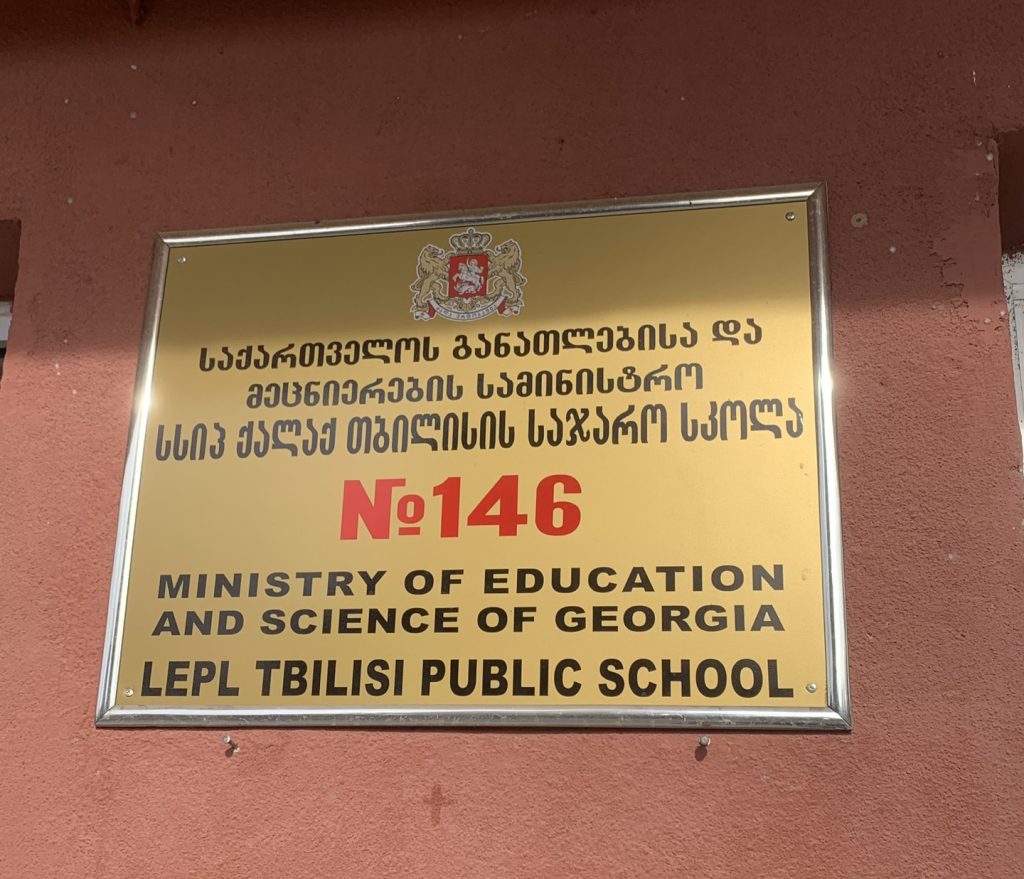 საქართველოს განათლებისა და
მეცნიერების სამინისტრო
სსიპ ქალაქ თბილისის საჯარო სკოლა
№146
MINISTRY OF EDUCATION
AND SCIENCE OF GEORGIA
LEPL TBILISI PUBLIC SCHOOL